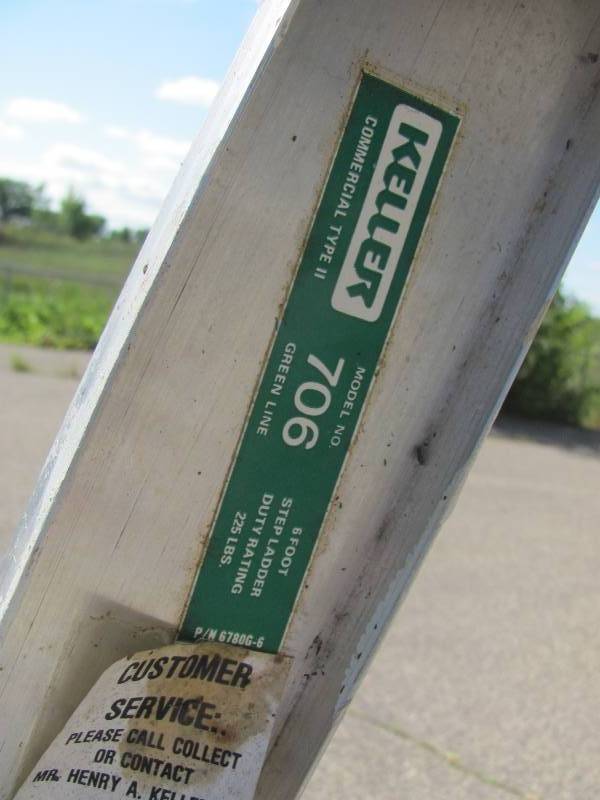 KELLER
COMMERCIAL TYPE II
MODEL NO.
706
GREEN LINE
6 FOOT
STEP LADDER
DUTY RATING
225 LBS.
P/N 6780G-6
CUSTOMER
SERVICE:
PLEASE CALL COLLECT
OR CONTACT
MR. HENRY A. KELLE